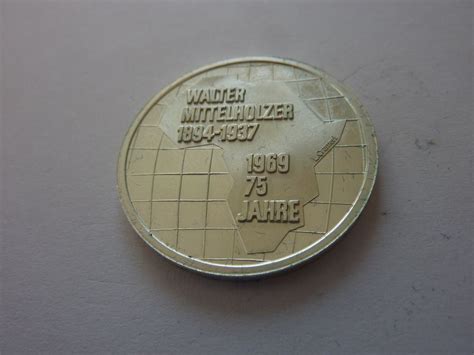 WALTER
MITTELHOLZER
1894-1937
1969
75
JAHRE